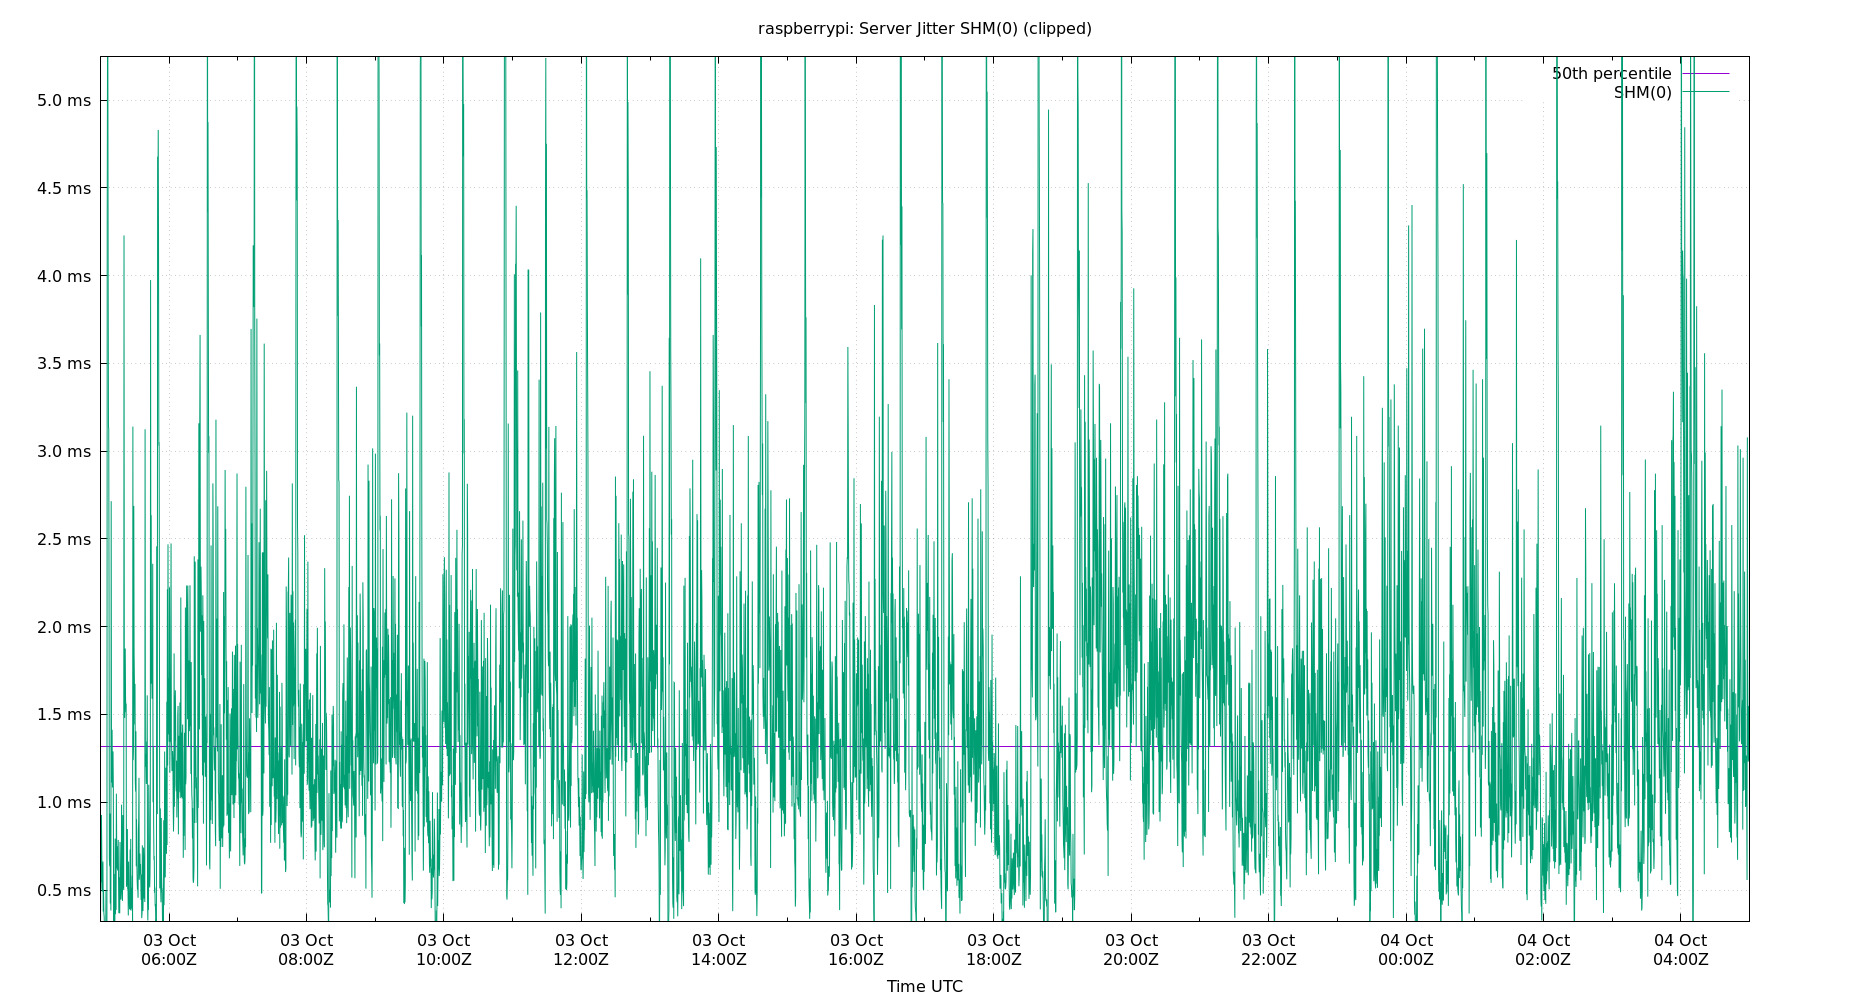 raspberrypi: Server Jitter SHM(0) (clipped)
50th percentile
SHM(0)
5.0 ms
4.5 ms
4.0 ms
3.5 ms
3.0 ms
2.5 ms
2.0 ms
1.5 ms
1.0 ms
0.5 ms
03 Oct 03 Oct 03 Oct 03 Oct 03 Oct 03 Oct 03 Oct 03 Oct 03 Oct 04 Oct 04 Oct 04 Oct
06:00Z 08:00Z 10:00Z 12:00Z 14:00Z 16:00Z 18:00Z 20:00Z 22:00Z 00:00Z 02:00Z 04:00Z
Time UTC